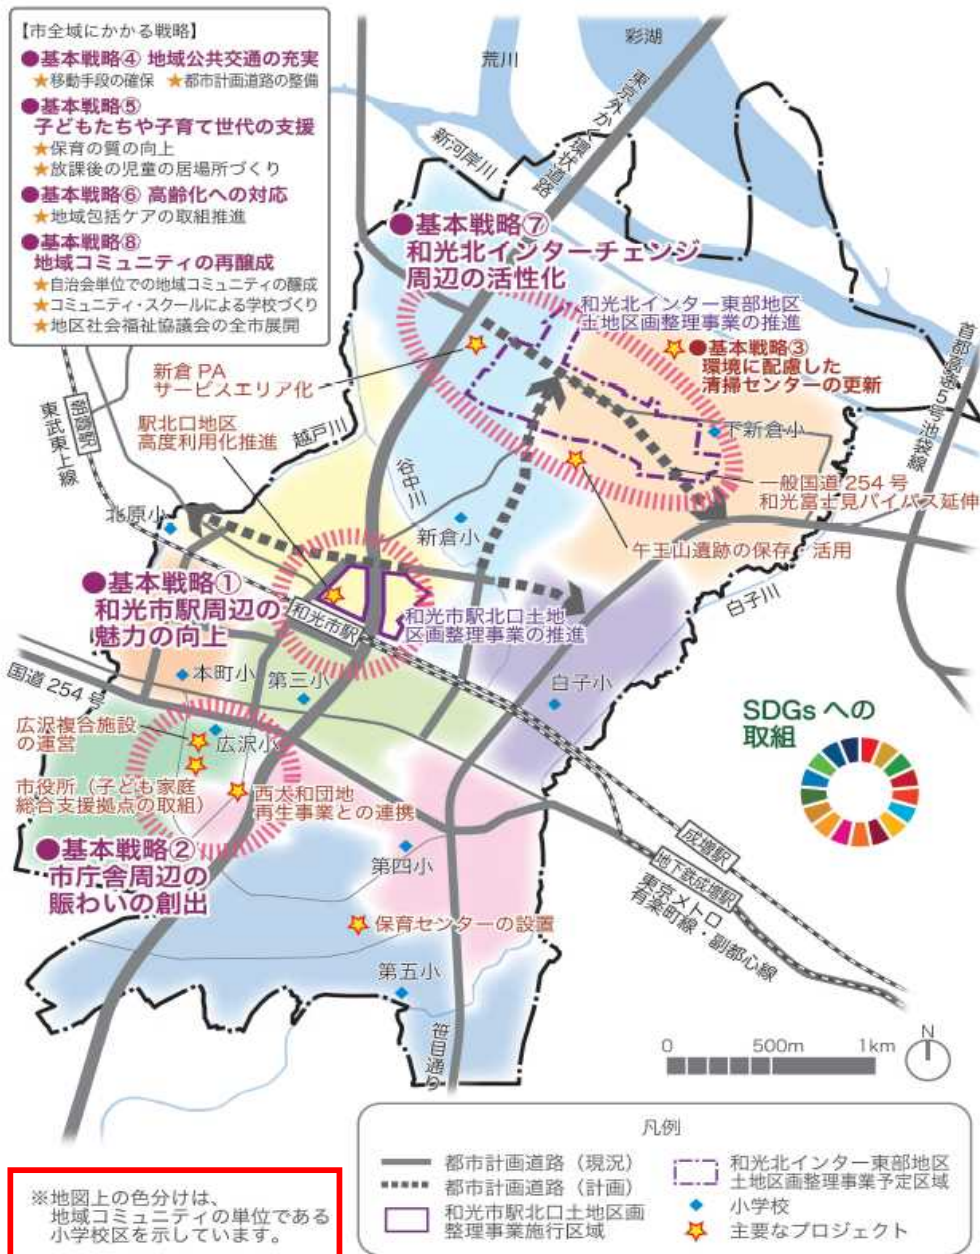 【市全域にかかる戦略】
●基本戦略④ 地域公共交通の充実
★移動手段の確保 ★都市計画道路の整備
●基本戦略⑤
子どもたちや子育て世代の支援
★保育の質の向上
★放課後の児童の居場所づくり
●基本戦略⑥ 高齢化への対応
★地域包括ケアの取組推進
●基本戦略⑧
地域コミュニティの再醸成
★自治会単位での地域コミュニティの醸成
★コミュニティ・スクールによる学校づくり
★地区社会福祉協議会の全市展開
荒川
彩湖
東京外かく環状道路
新河岸川
●基本戦略⑦
和光北インターチェンジ
周辺の活性化
和光北インター東部地区
土地区画整理事業の推進
●基本戦略③
環境に配慮した
清掃センターの更新
首都高速5号池袋線
新倉PA
サービスエリア化
駅北口地区
高度利用化推進
朝霞駅
東武東上線
越戸川
谷中川
下新倉小
一般国道254号
和光富士見バイパス延伸
北原小
新倉小
午王山遺跡の保存・活用
白子川
●基本戦略①
和光市駅周辺の
魅力の向上
和光市駅
和光市駅北口土地
区画整理事業の推進
国道254号
本町小
第三小
白子小
SDGsへの
取組
広沢複合施設
の運営
広沢小
市役所（子ども家庭
総合支援拠点の取組）
西大和団地
再生事業との連携
●基本戦略②
市庁舎周辺の
賑わいの創出
第四小
成増駅
地下鉄成増駅
東京メトロ
有楽町線・副都心線
保育センターの設置
第五小
笹目通り
0 500m 1km
N
凡例
都市計画道路（現況）
都市計画道路（計画）
和光市駅北口土地区画
整理事業施行区域
和光北インター東部地区
土地区画整理事業予定区域
小学校
主要なプロジェクト
※地図上の色分けは、
地域コミュニティの単位である
小学校区を示しています。